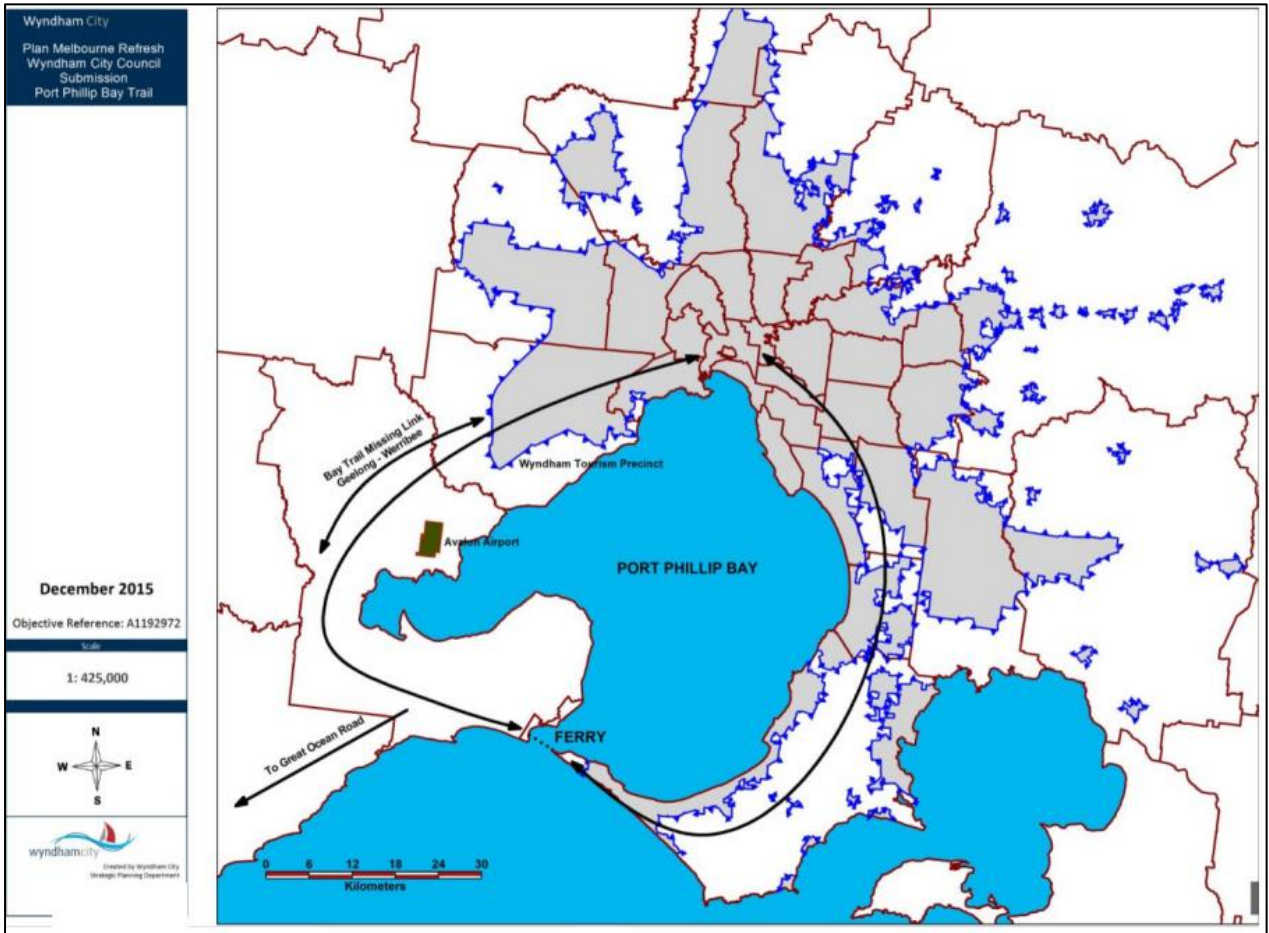 Wyndham City
Plan Melbourne Refresh
Wyndham City Council
Submission
Port Phillip Bay Trail
December 2015
Objective Reference: A1192972
Scale
1: 425,000
N
W E
S
wyndhamcity
Created by Wyndham City
Strategic Planning Department
Bay Trail Missing Link
Geelong - Werribee
Wyndham Tourism Precinct
Avalon Airport
PORT PHILLIP BAY
FERRY
To Great Ocean Road
0 6 12 18 24 30
Kilometers